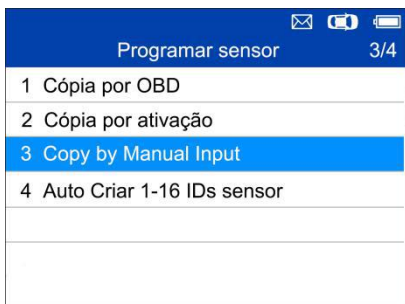 Programar sensor 3/4
1 Cópia por OBD
2 Cópia por ativação
3 Copy by Manual Input
4 Auto Criar 1-16 IDs sensor